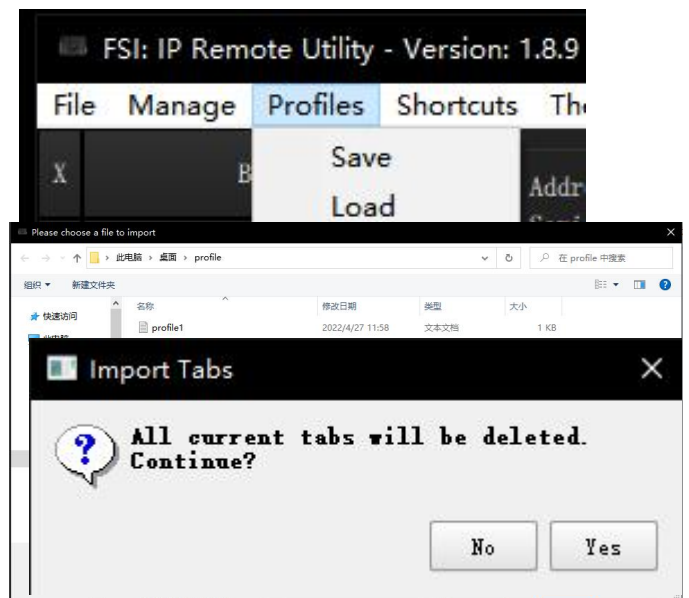 FSI: IP Remote Utility - Version: 1.8.9
File Manage Profiles Shortcuts
X B Save
Load
Addr
Please choose a file to import
此电脑 › 桌面 › profile 在 profile 中搜索
组织 新建文件夹
名称 修改日期 类型 大小
快速访问
profile1 2022/4/27 11:58 文本文档 1 KB
Import Tabs
All current tabs will be deleted.
Continue?
No Yes